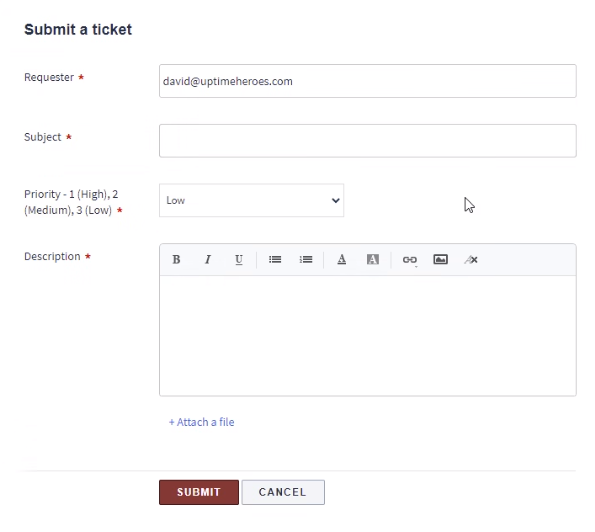 Submit a ticket
Requester *
david@uptimeheroes.com
Subject *
Priority - 1 (High), 2
(Medium), 3 (Low) *
Low
Description *
B I U A A
+ Attach a file
SUBMIT CANCEL